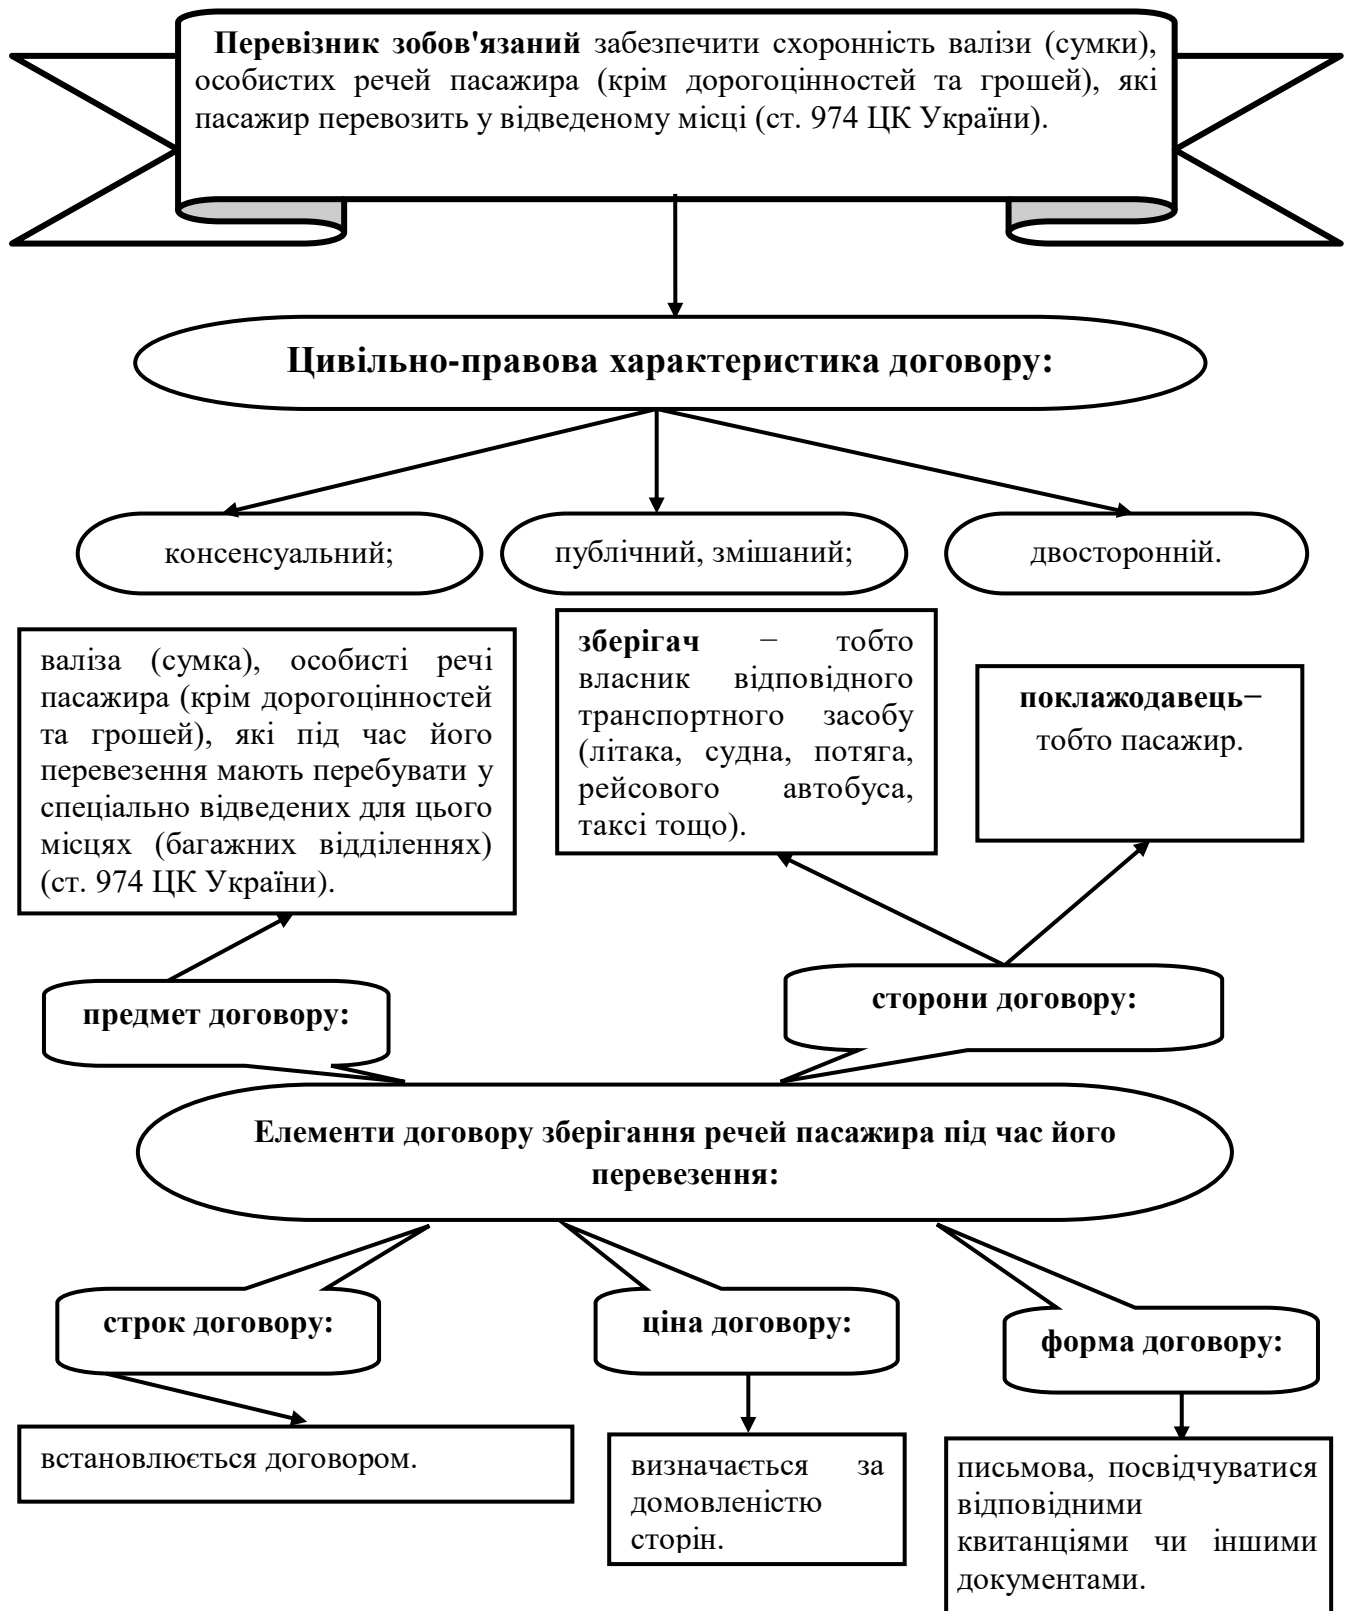 Перевізник зобов'язаний забезпечити схоронність валізи (сумки),
особистих речей пасажира (крім дорогоцінностей та грошей), які
пасажир перевозить у відведеному місці (ст. 974 ЦК України).
Цивільно-правова характеристика договору:
консенсуальний;
публічний, змішаний;
двосторонній.
валіза (сумка), особисті речі
пасажира (крім дорогоцінностей
та грошей), які під час його
перевезення мають перебувати у
спеціально відведених для цього
місцях (багажних відділеннях)
(ст. 974 ЦК України).
зберігач – тобто
власник відповідного
транспортного засобу
(літака, судна, потяга,
рейсового автобуса,
таксі тощо).
поклажодавець–
тобто пасажир.
предмет договору:
сторони договору:
Елементи договору зберігання речей пасажира під час його
перевезення:
строк договору:
ціна договору:
форма договору:
встановлюється договором.
визначається за
домовленістю
сторін.
письмова, посвідчуватися
відповідними
квитанціями чи іншими
документами.